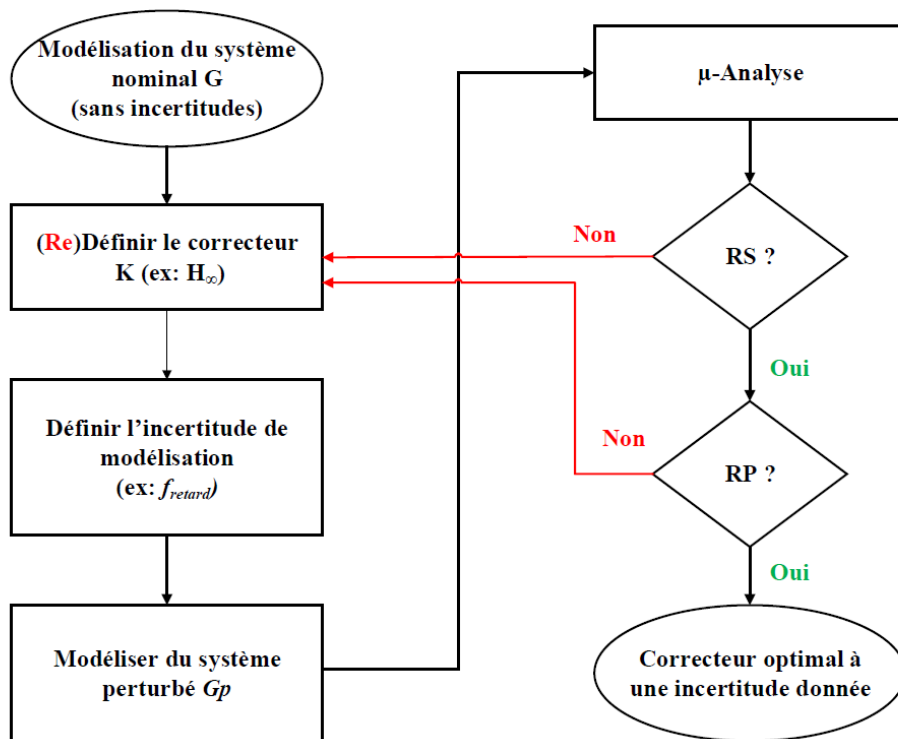 Modélisation du système
nominal G
(sans incertitudes)
(Re)Définir le correcteur
K (ex: H∞)
Définir l'incertitude de
modélisation
(ex: fretard)
Modéliser du système
perturbé Gp
µ-Analyse
RS ?
Non
Oui
RP ?
Non
Oui
Correcteur optimal à
une incertitude donnée